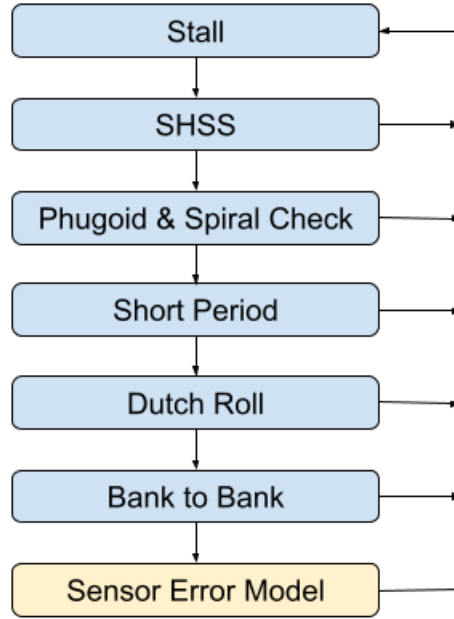 Stall
SHSS
Phugoid & Spiral Check
Short Period
Dutch Roll
Bank to Bank
Sensor Error Model